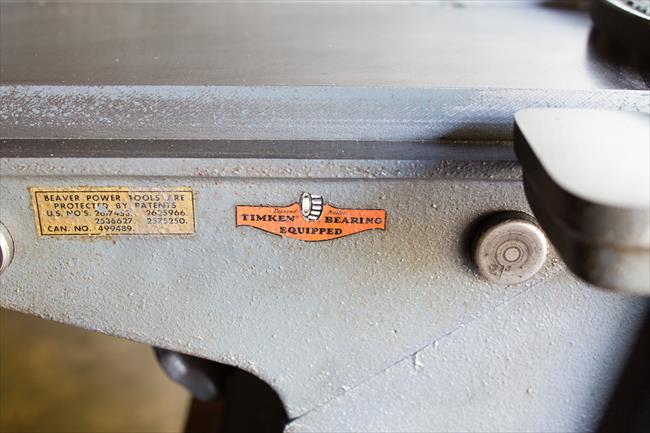 BEAVER POWER TOOLS ARE
PROTECTED BY PATENTS
U.S. NO'S. 2617453. 2625966.
2536627. 2575250.
CAN. NO. 499489.
Tapered Roller
TIMKEN BEARING
EQUIPPED